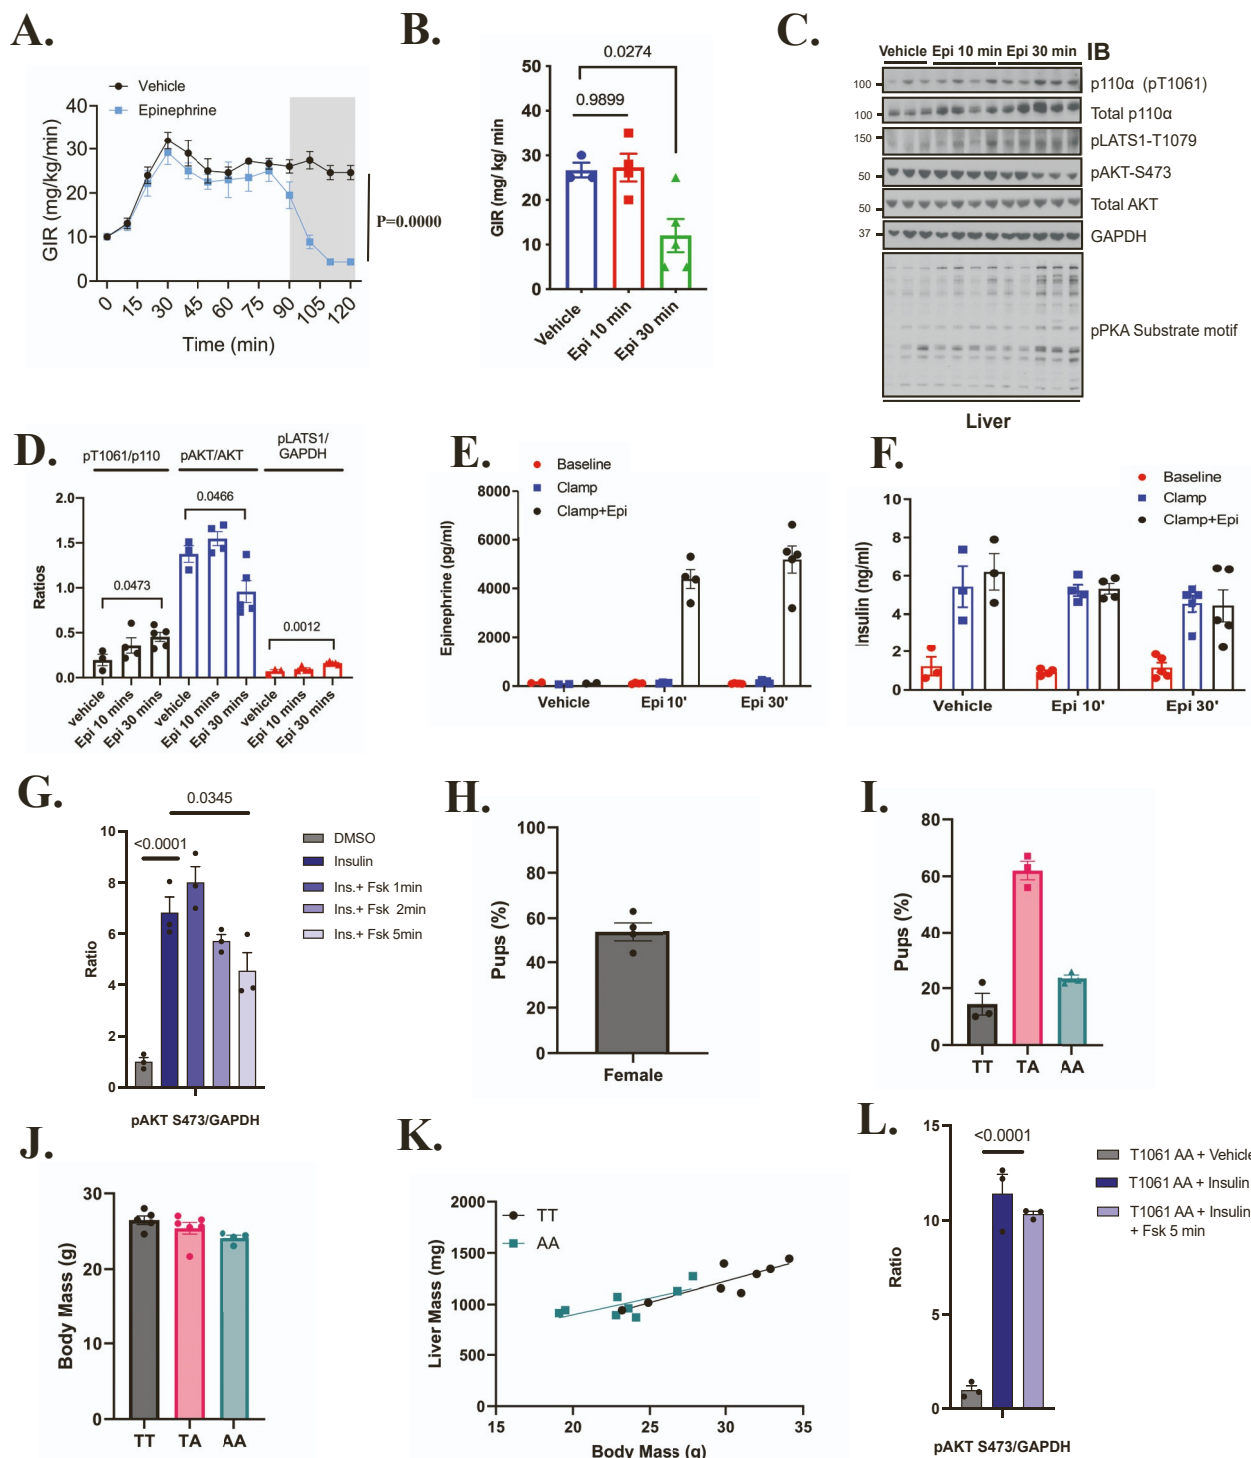 A.
Vehicle
Epinephrine
GIR (mg/kg/min)
40
30
20
10
0
P=0.0000
0 15 30 45 60 75 90 105 120
Time (min)
B.
0.0274
0.9899
GIR (mg/ kg/ min
50
40
30
20
10
0
Vehicle
Epi 10 min
Epi 30 min
C.
Vehicle Epi 10 min Epi 30 min IB
100 p110α (pT1061)
100 Total p110α
150 pLATS1-T1079
50 pAKT-S473
50 Total AKT
37 GAPDH
pPKA Substrate motif
Liver
D.
pT1061/p110 pAKT/AKT pLATS1/
GAPDH
Ratios
2.0
1.5
1.0
0.5
0.0
0.0473
0.0466
0.0012
vehicle
Epi 10 mins
Epi 30 mins
vehicle
Epi 10 mins
Epi 30 mins
vehicle
Epi 10 mins
Epi 30 mins
E.
Baseline
Clamp
Clamp+Epi
Epinephrine (pg/ml)
8000
6000
4000
2000
0
Vehicle Epi 10' Epi 30'
F.
Baseline
Clamp
Clamp+Epi
Insulin (ng/ml)
10
8
6
4
2
0
Vehicle Epi 10' Epi 30'
G.
0.0345
<0.0001
Ratio
10
8
6
4
2
0
pAKT S473/GAPDH
DMSO
Insulin
Ins.+ Fsk 1min
Ins.+ Fsk 2min
Ins.+ Fsk 5min
H.
Pups (%)
100
80
60
40
20
0
Female
I.
Pups (%)
80
60
40
20
0
TT TA AA
J.
Body Mass (g)
30
20
10
0
TT TA AA
K.
TT
AA
Liver Mass (mg)
2000
1500
1000
500
0
15 20 25 30 35
Body Mass (g)
L.
<0.0001
Ratio
15
10
5
0
pAKT S473/GAPDH
T1061 AA + Vehicle
T1061 AA + Insulin
T1061 AA + Insulin
+ Fsk 5 min